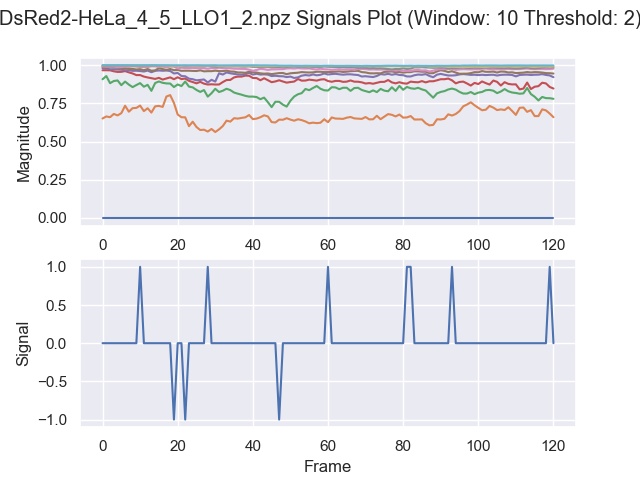 DsRed2-HeLa_4_5_LLO1_2.npz Signals Plot (Window: 10 Threshold: 2)
1.00
0.75
0.50
0.25
0.00
Magnitude
0 20 40 60 80 100 120
1.0
0.5
0.0
−0.5
−1.0
Signal
0 20 40 60 80 100 120
Frame